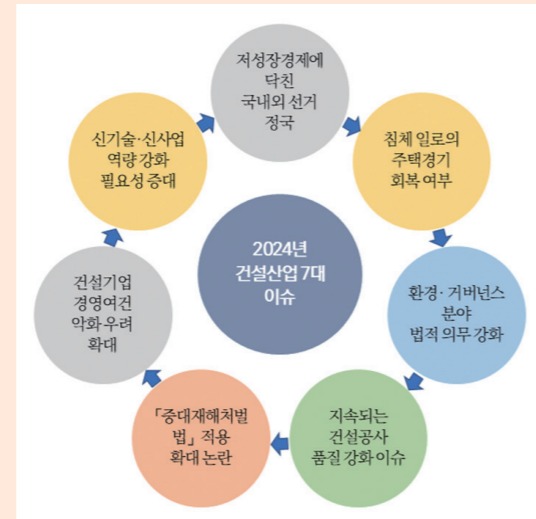 저성장경제에
닥친
국내외 선거
정국
침체 일로의
주택경기
회복 여부
환경·거버넌스
분야
법적 의무 강화
지속되는
건설공사
품질 강화 이슈
「중대재해처벌
법」 적용
확대 논란
건설기업
경영여건
악화 우려
확대
신기술·신사업
역량 강화
필요성 증대
2024년
건설산업 7대
이슈